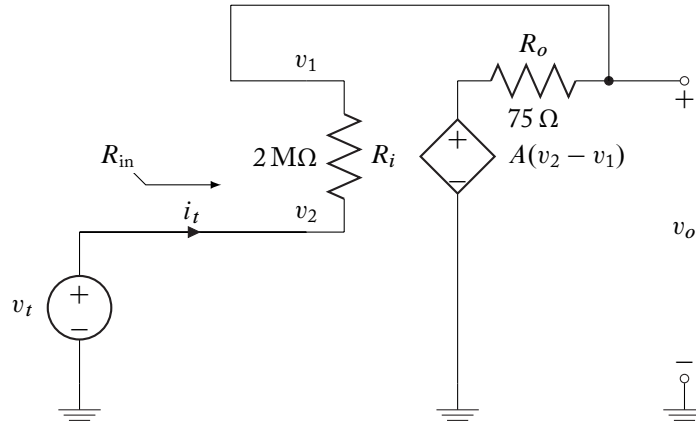 v₁
Rₒ
+
75 Ω
Rᵢₙ
2 MΩ
Rᵢ
+
−
A(v₂ − v₁)
iₜ
v₂
vₒ
vₜ
+
−
−